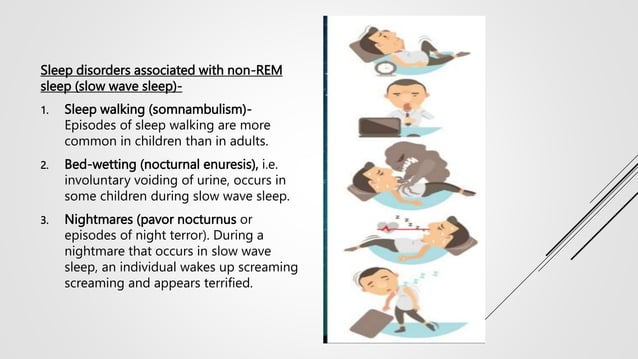 Sleep disorders associated with non-REM
sleep (slow wave sleep)-
1. Sleep walking (somnambulism)-
Episodes of sleep walking are more
common in children than in adults.
2. Bed-wetting (nocturnal enuresis), i.e.
involuntary voiding of urine, occurs in
some children during slow wave sleep.
3. Nightmares (pavor nocturnus or
episodes of night terror). During a
nightmare that occurs in slow wave
sleep, an individual wakes up screaming
screaming and appears terrified.
z z z
z z z z